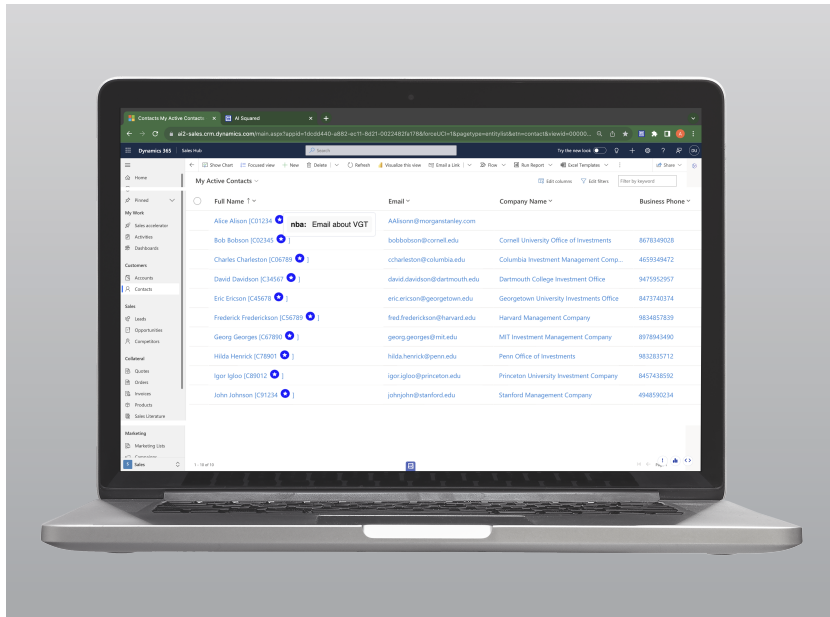 Contacts My Active Contacts × AI Squared × +
ai2-sales.crm.dynamics.com/main.aspx?appid=1dcdd440-a882-ec11-8d21-0022482fa178&forceUCI=1&pagetype=entitylist&etn=contact&viewid=00000...
Dynamics 365 Sales Hub Search Try the new look
Show Chart Focused view + New Delete Refresh Visualize this view Email a Link Flow Run Report Excel Templates Share
Home
Pinned
My Work
Sales accelerator
Activities
Dashboards
Customers
Accounts
Contacts
Sales
Leads
Opportunities
Competitors
Collateral
Quotes
Orders
Invoices
Products
Sales Literature
Marketing
Marketing Lists
S Sales
My Active Contacts Edit columns Edit filters Filter by keyword
Full Name ↑ Email Company Name Business Phone
Alice Alison [C01234 AAlisonn@morganstanley.com
nba: Email about VGT
Bob Bobson [C02345 ] bobbobson@cornell.edu Cornell University Office of Investments 8678349028
Charles Charleston [C06789 ] ccharleston@columbia.edu Columbia Investment Management Comp... 4659349472
David Davidson [C34567 ] david.davidson@dartmouth.edu Dartmouth College Investment Office 9475952957
Eric Ericson [C45678 ] eric.ericson@georgetown.edu Georgetown University Investments Office 8473740374
Frederick Frederickson [C56789 ] fred.frederickson@harvard.edu Harvard Management Company 9834857839
Georg Georges [C67890 ] georg.georges@mit.edu MIT Investment Management Company 8978943490
Hilda Henrick [C78901 ] hilda.henrick@penn.edu Penn Office of Investments 9832835712
Igor Igloo [C89012 ] igor.igloo@princeton.edu Princeton University Investment Company 8457438592
John Johnson [C91234 ] johnjohn@stanford.edu Stanford Management Company 4948590234
1 - 10 of 10